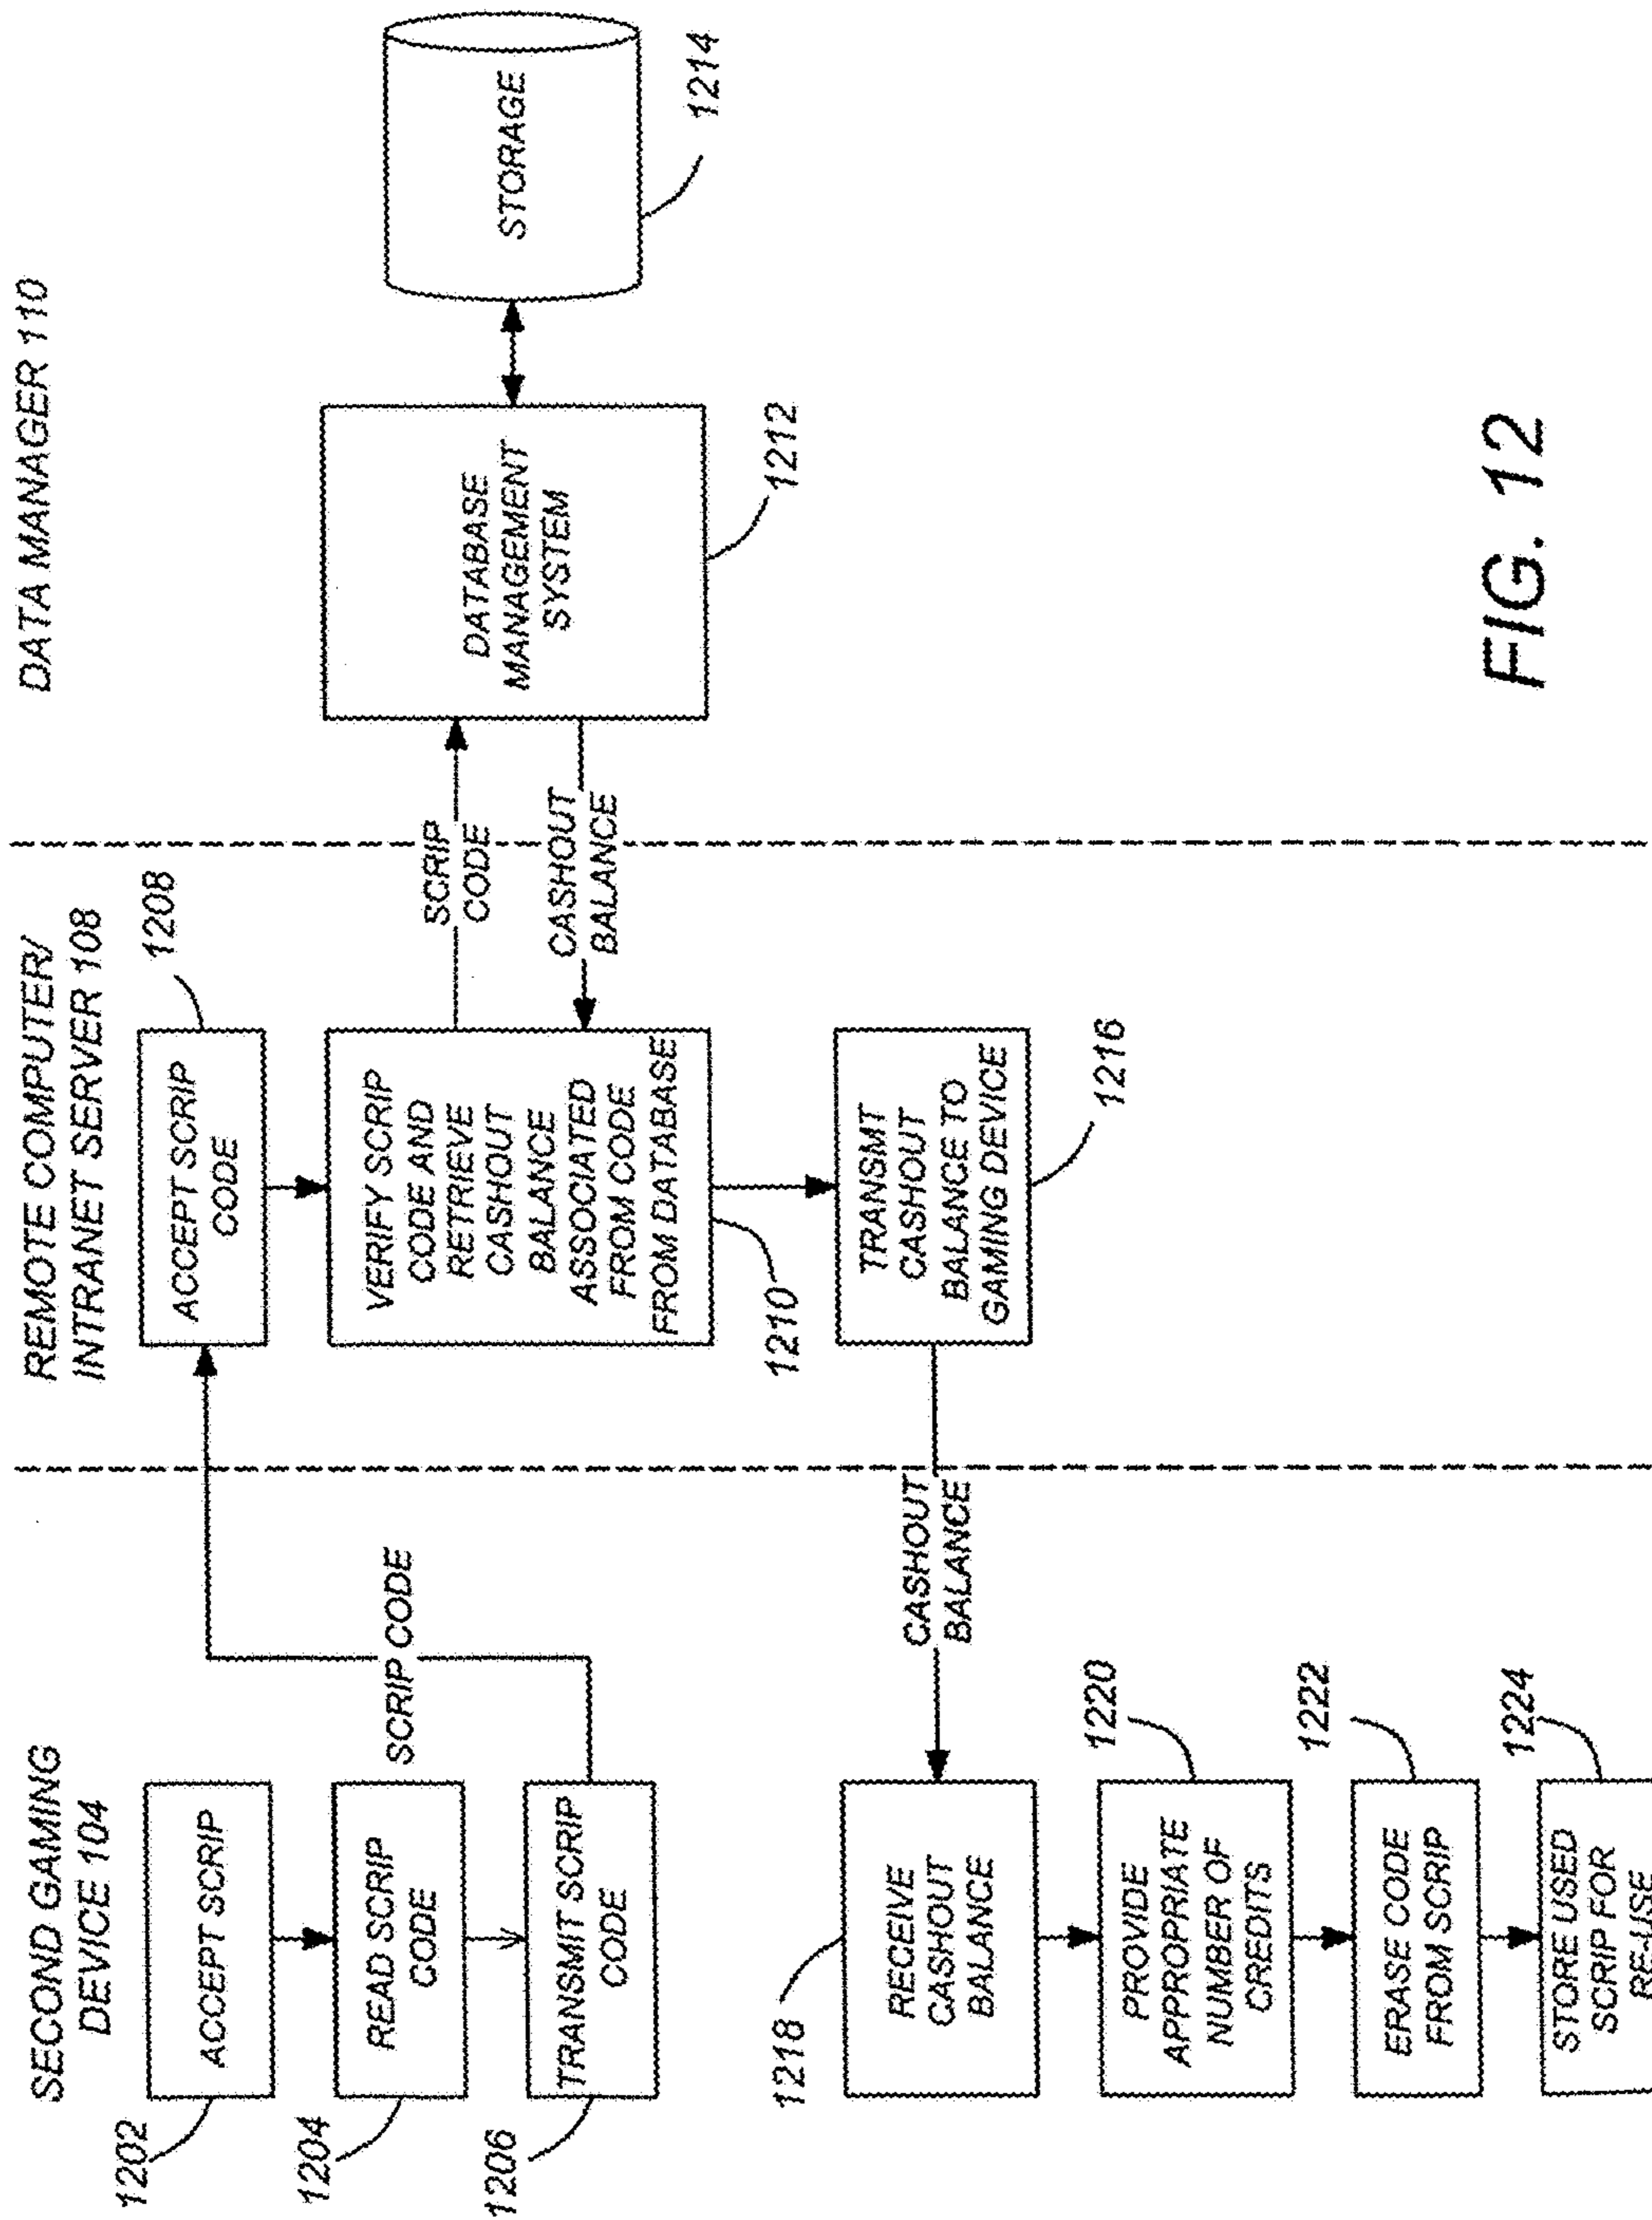 SECOND GAMING
DEVICE 104
1202
ACCEPT SCRIP
1204
READ SCRIP
CODE
1206
TRANSMIT SCRIP
CODE
SCRIP CODE
1218
RECEIVE
CASHOUT
BALANCE
PROVIDE
APPROPRIATE
NUMBER OF
CREDITS
1220
ERASE CODE
FROM SCRIP
1222
STORE USED
SCRIP FOR
RE-USE
1224
REMOTE COMPUTER/
INTRANET SERVER 108
ACCEPT SCRIP
CODE
1208
VERIFY SCRIP
CODE AND
RETRIEVE
CASHOUT
BALANCE
ASSOCIATED
FROM CODE
FROM DATABASE
1210
TRANSMT
CASHOUT
BALANCE TO
GAMING DEVICE
1216
CASHOUT
BALANCE
SCRIP
CODE
CASHOUT
BALANCE
DATA MANAGER 110
DATABASE
MANAGEMENT
SYSTEM
1212
STORAGE
1214
FIG. 12